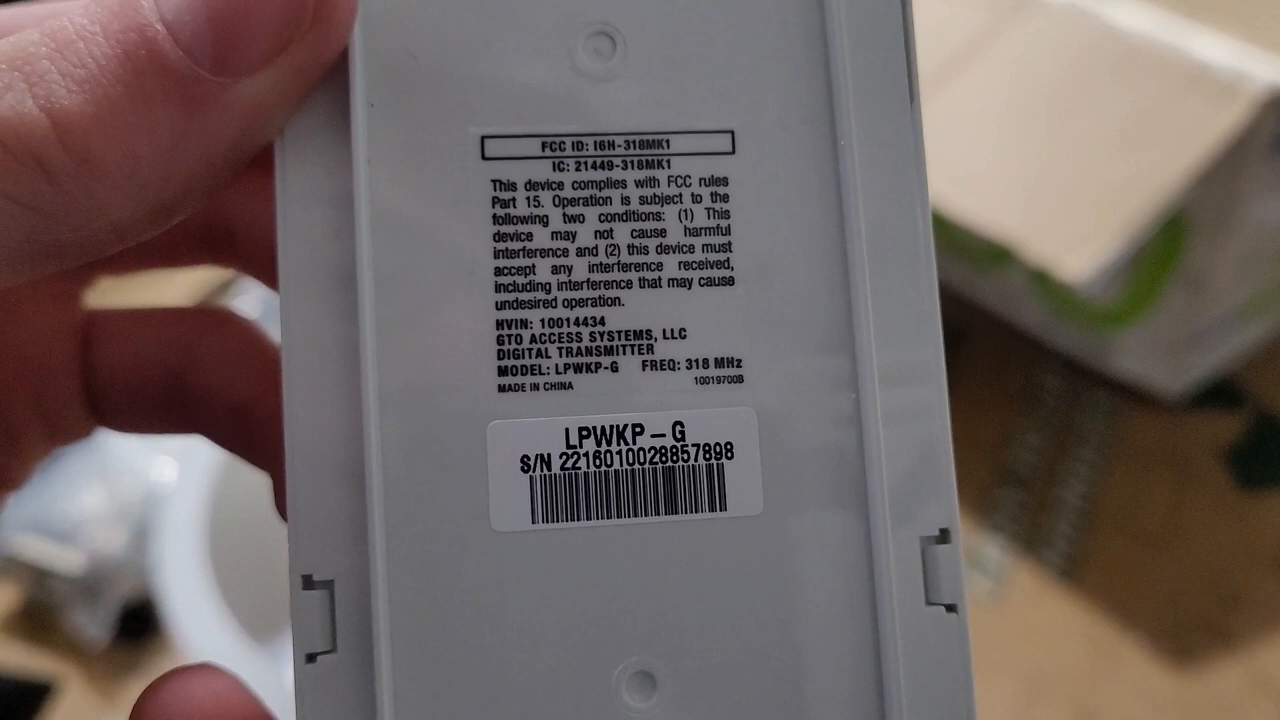 FCC ID: I6H-318MK1
IC: 21449-318MK1
This device complies with FCC rules
Part 15. Operation is subject to the
following two conditions: (1) This
device may not cause harmful
interference and (2) this device must
accept any interference received,
including interference that may cause
undesired operation.
HVIN: 10014434
GTO ACCESS SYSTEMS, LLC
DIGITAL TRANSMITTER
MODEL: LPWKP-G FREQ: 318 MHz
MADE IN CHINA 10019700B
LPWKP-G
S/N 2216010028857898